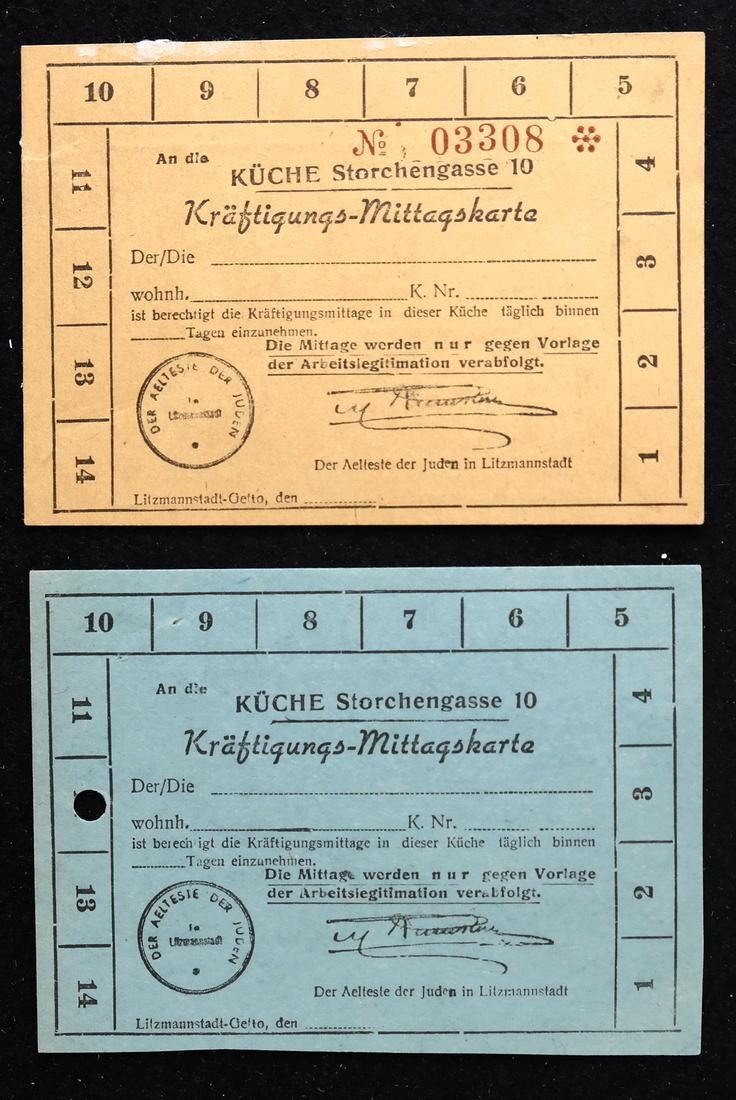 10 9 8 7 6 5
№ 03308
An die
KÜCHE Storchengasse 10
Kräftigungs-Mittagskarte
Der/Die
wohnh. K. Nr.
ist berechtigt die Kräftigungsmittage in dieser Küche täglich binnen
Tagen einzunehmen.
Die Mittage werden nur gegen Vorlage
der Arbeitslegitimation verabfolgt.
DER AELTESTE DER JUDEN
in
Litzmannstadt
Der Aelteste der Juden in Litzmannstadt
Litzmannstadt-Getto, den
11
12
13
14
4
3
2
1
10 9 8 7 6 5
An die
KÜCHE Storchengasse 10
Kräftigungs-Mittagskarte
Der/Die
wohnh. K. Nr.
ist berechtigt die Kräftigungsmittage in dieser Küche täglich binnen
Tagen einzunehmen.
Die Mittage werden nur gegen Vorlage
der Arbeitslegitimation verabfolgt.
DER AELTESTE DER JUDEN
in
Litzmannstadt
Der Aelteste der Juden in Litzmannstadt
Litzmannstadt-Getto, den
11
13
14
4
3
2
1